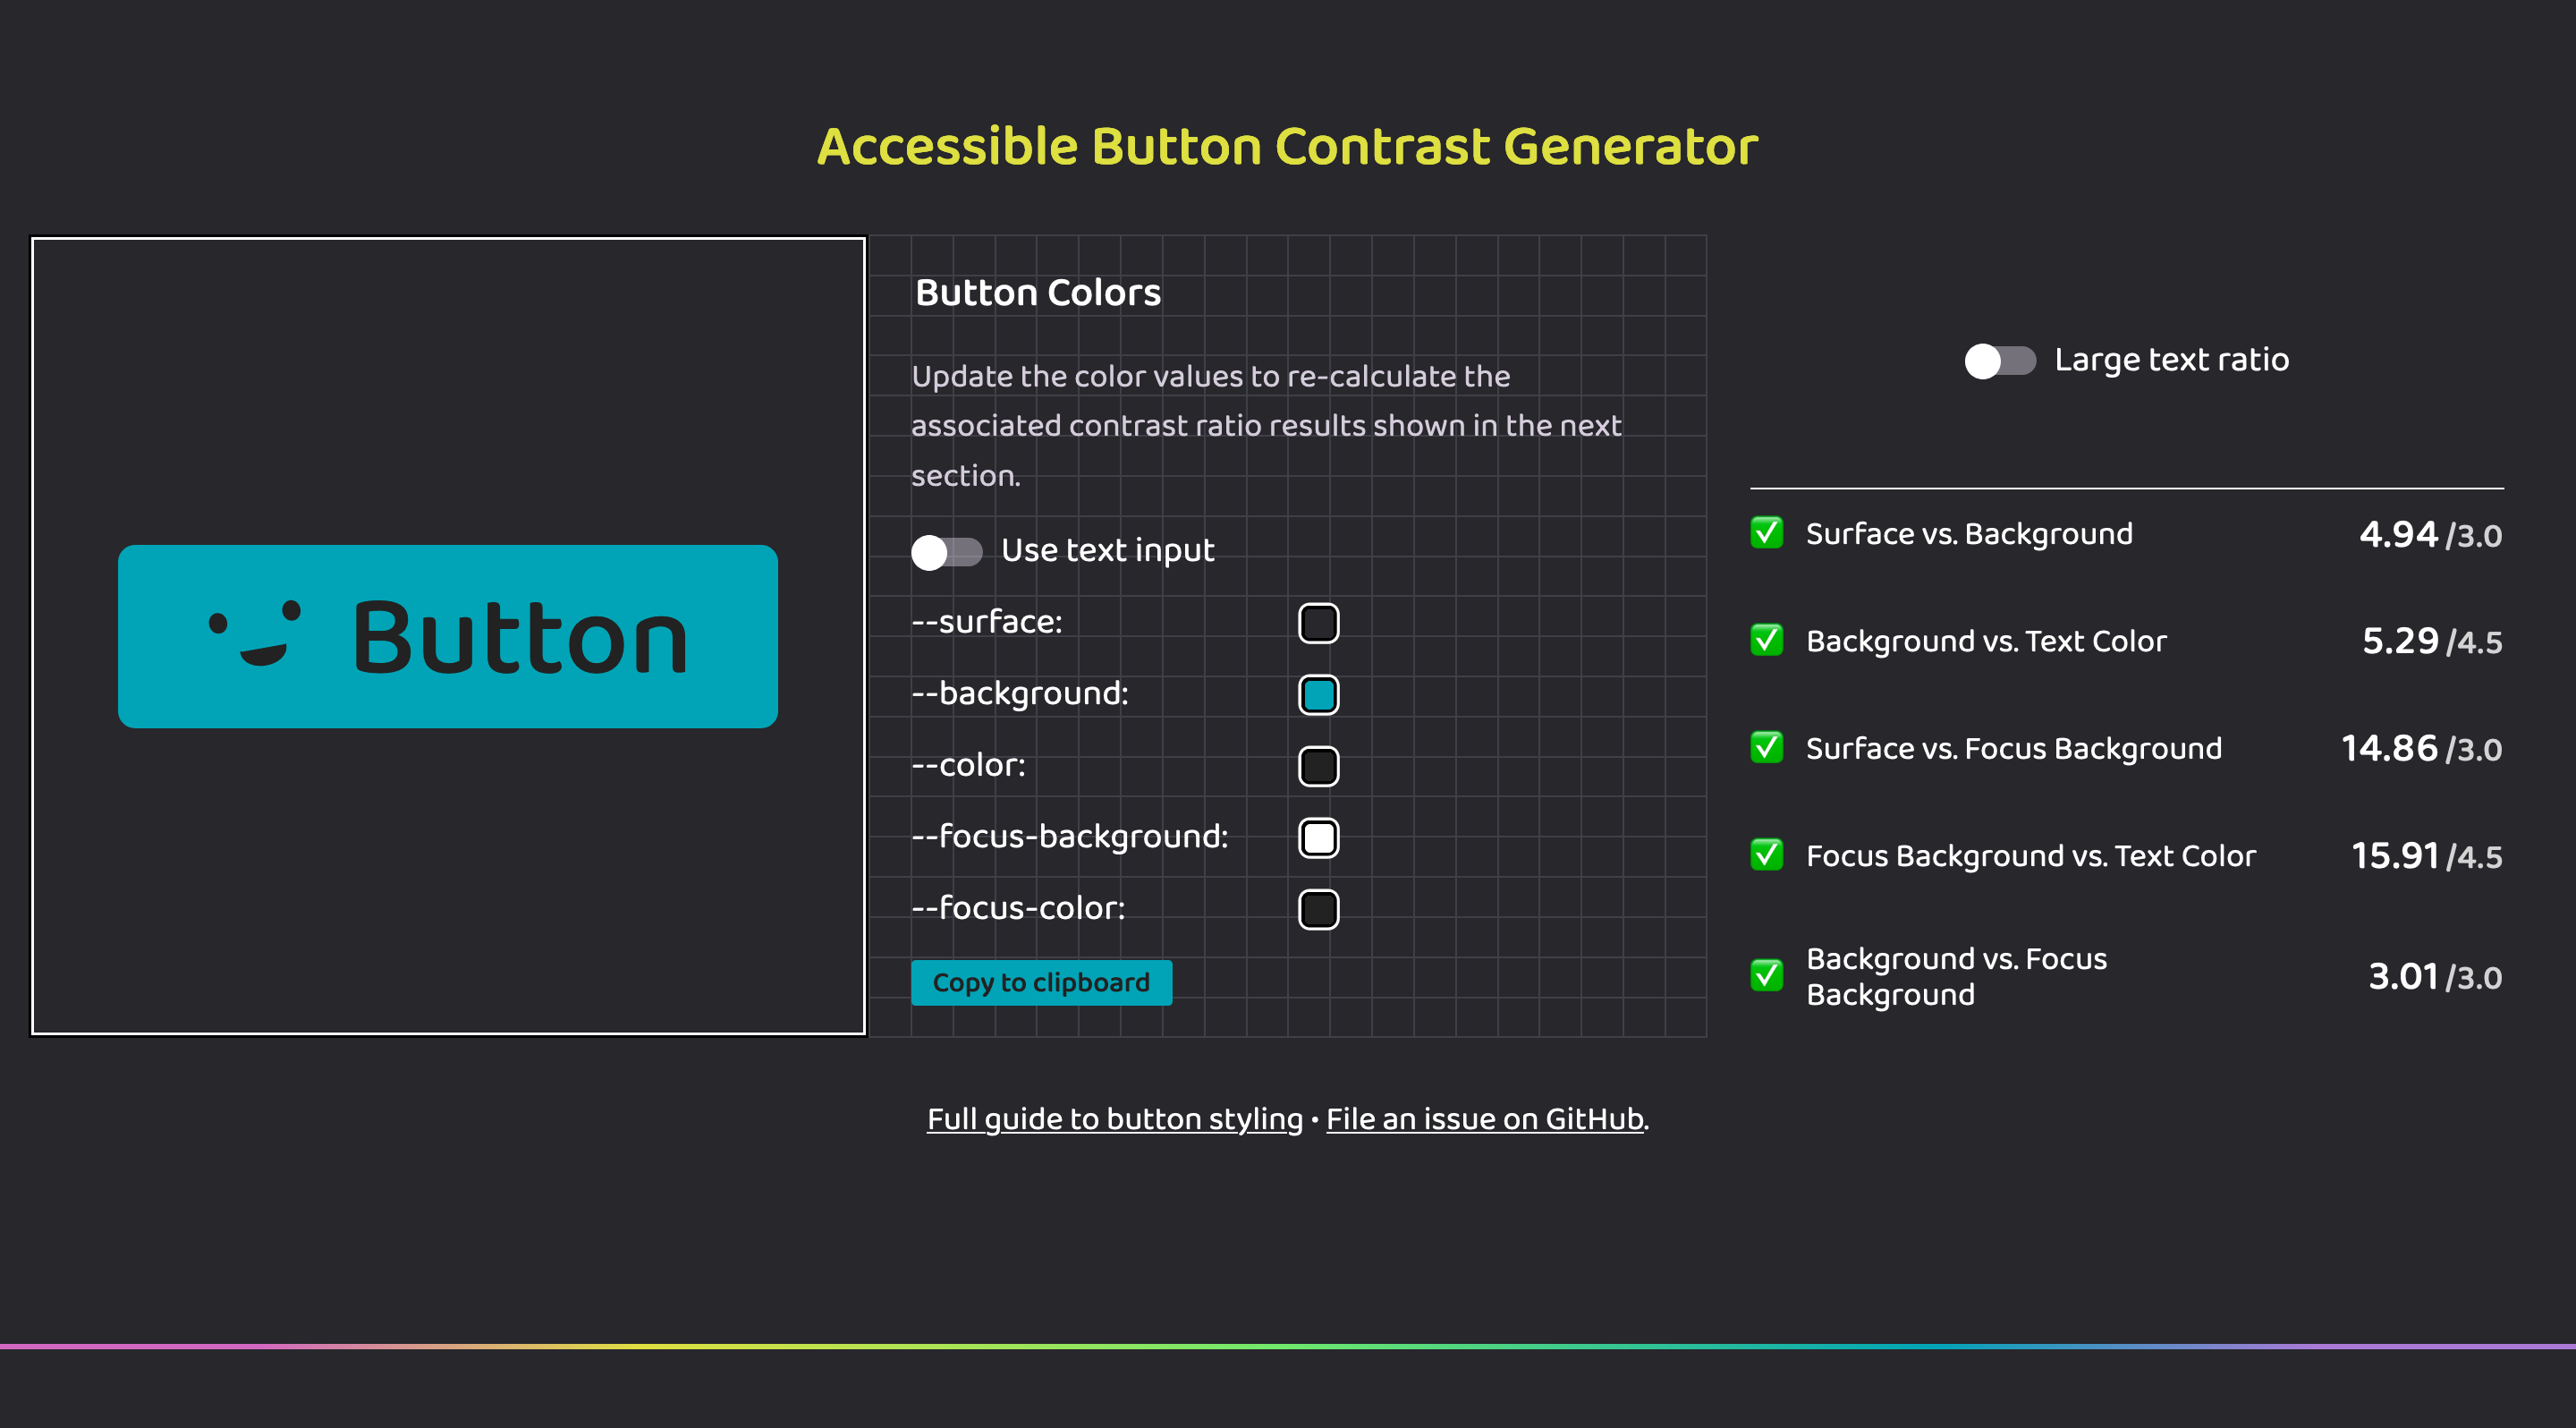 Accessible Button Contrast Generator
Button
Button Colors
Update the color values to re-calculate the
associated contrast ratio results shown in the next
section.
Use text input
--surface:
--background:
--color:
--focus-background:
--focus-color:
Copy to clipboard
Large text ratio
Surface vs. Background 4.94 /3.0
Background vs. Text Color 5.29 /4.5
Surface vs. Focus Background 14.86 /3.0
Focus Background vs. Text Color 15.91 /4.5
Background vs. Focus
Background 3.01 /3.0
Full guide to button styling • File an issue on GitHub.